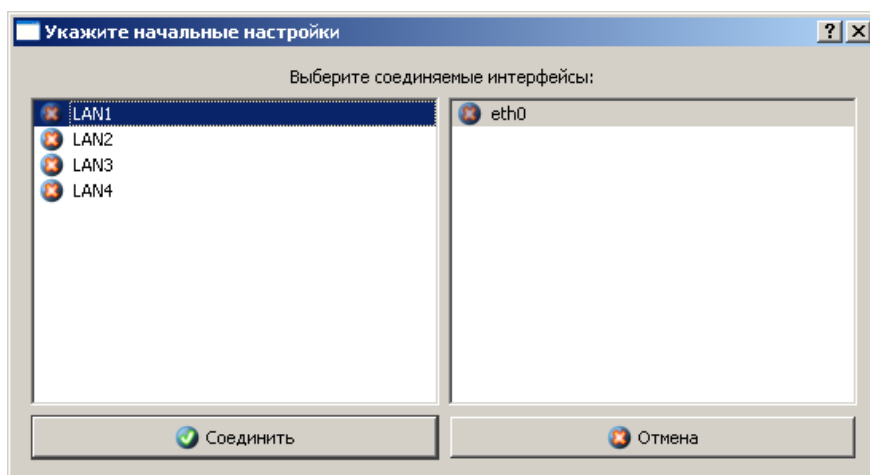 Укажите начальные настройки
Выберите соединяемые интерфейсы:
LAN1
LAN2
LAN3
LAN4
eth0
Соединить
Отмена